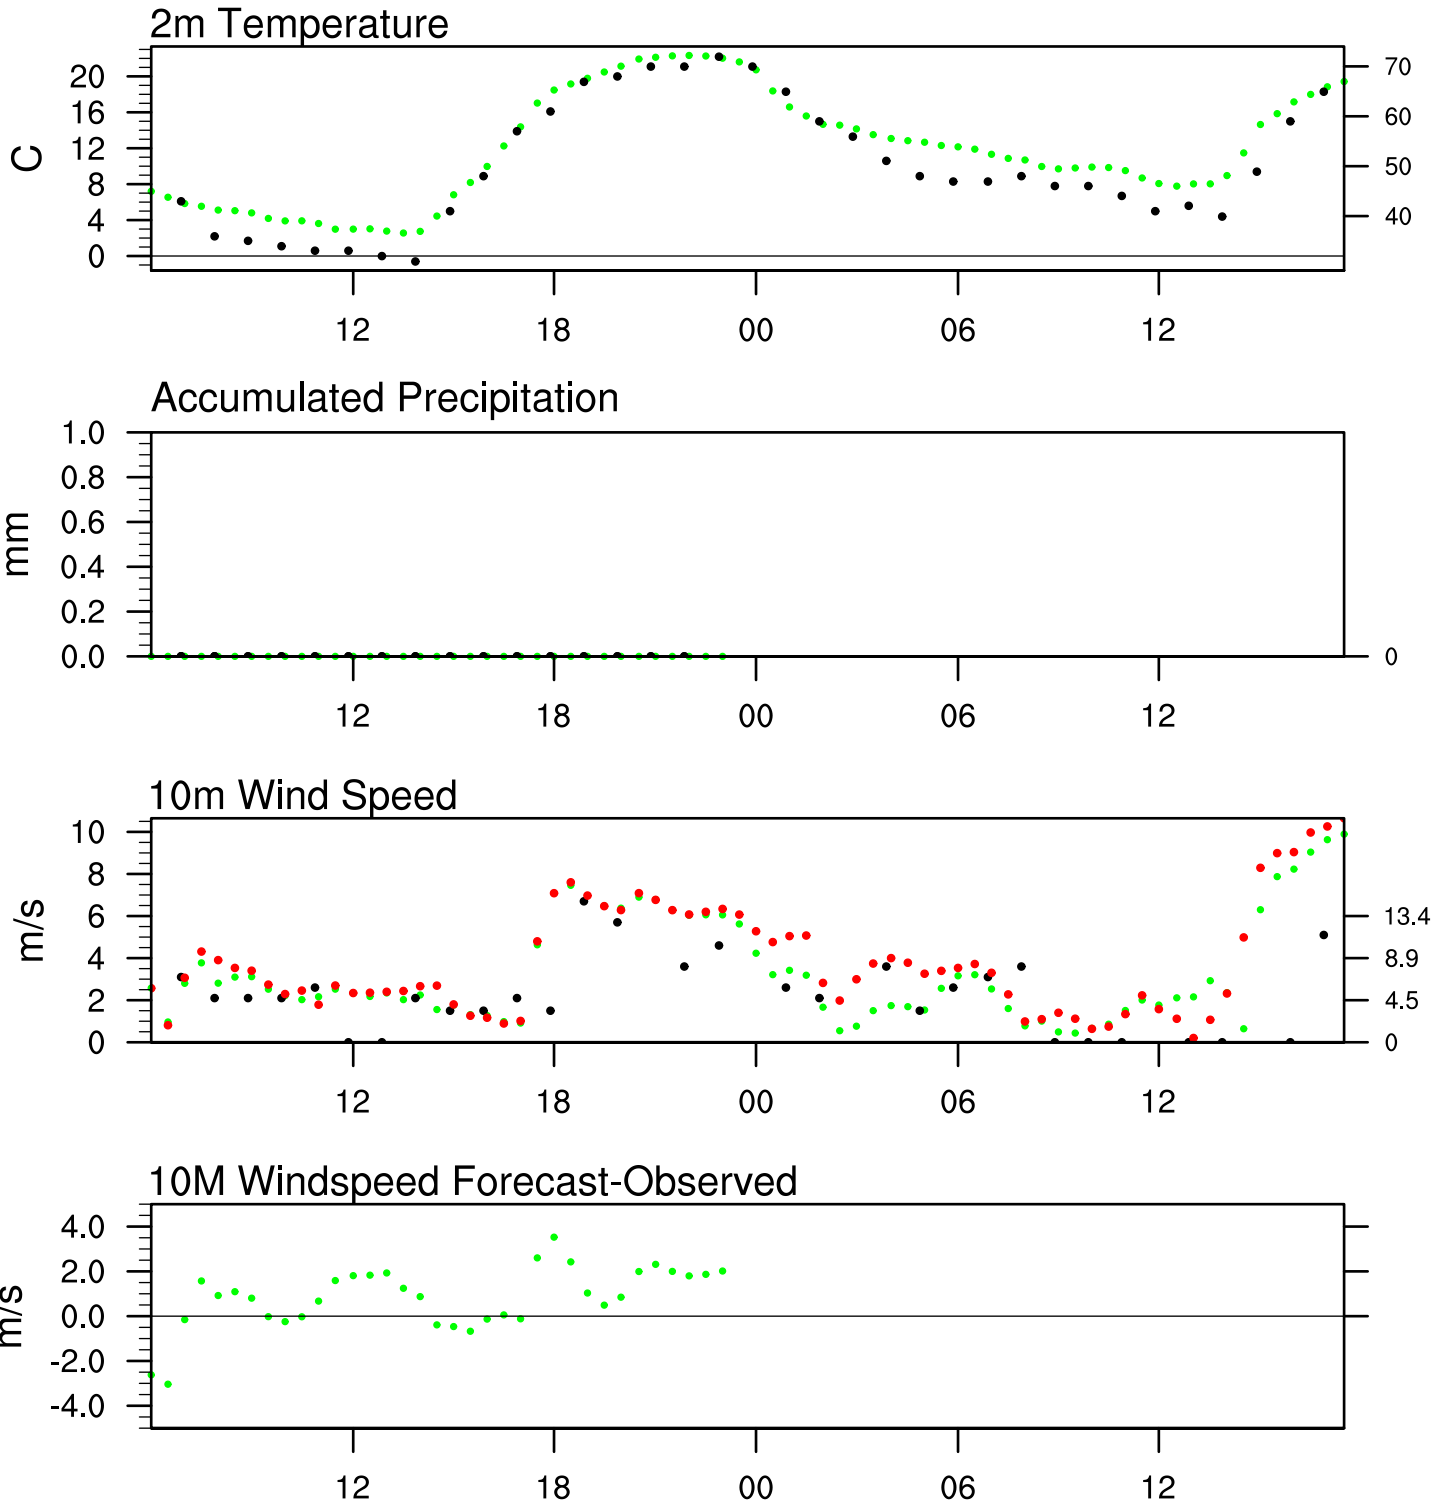 2m Temperature
20
16
12
8
4
0
C
70
60
50
40
12 18 00 06 12
Accumulated Precipitation
1.0
0.8
0.6
0.4
0.2
0.0
mm
0
12 18 00 06 12
10m Wind Speed
10
8
6
4
2
0
m/s
13.4
8.9
4.5
0
12 18 00 06 12
10M Windspeed Forecast-Observed
4.0
2.0
0.0
-2.0
-4.0
m/s
12 18 00 06 12